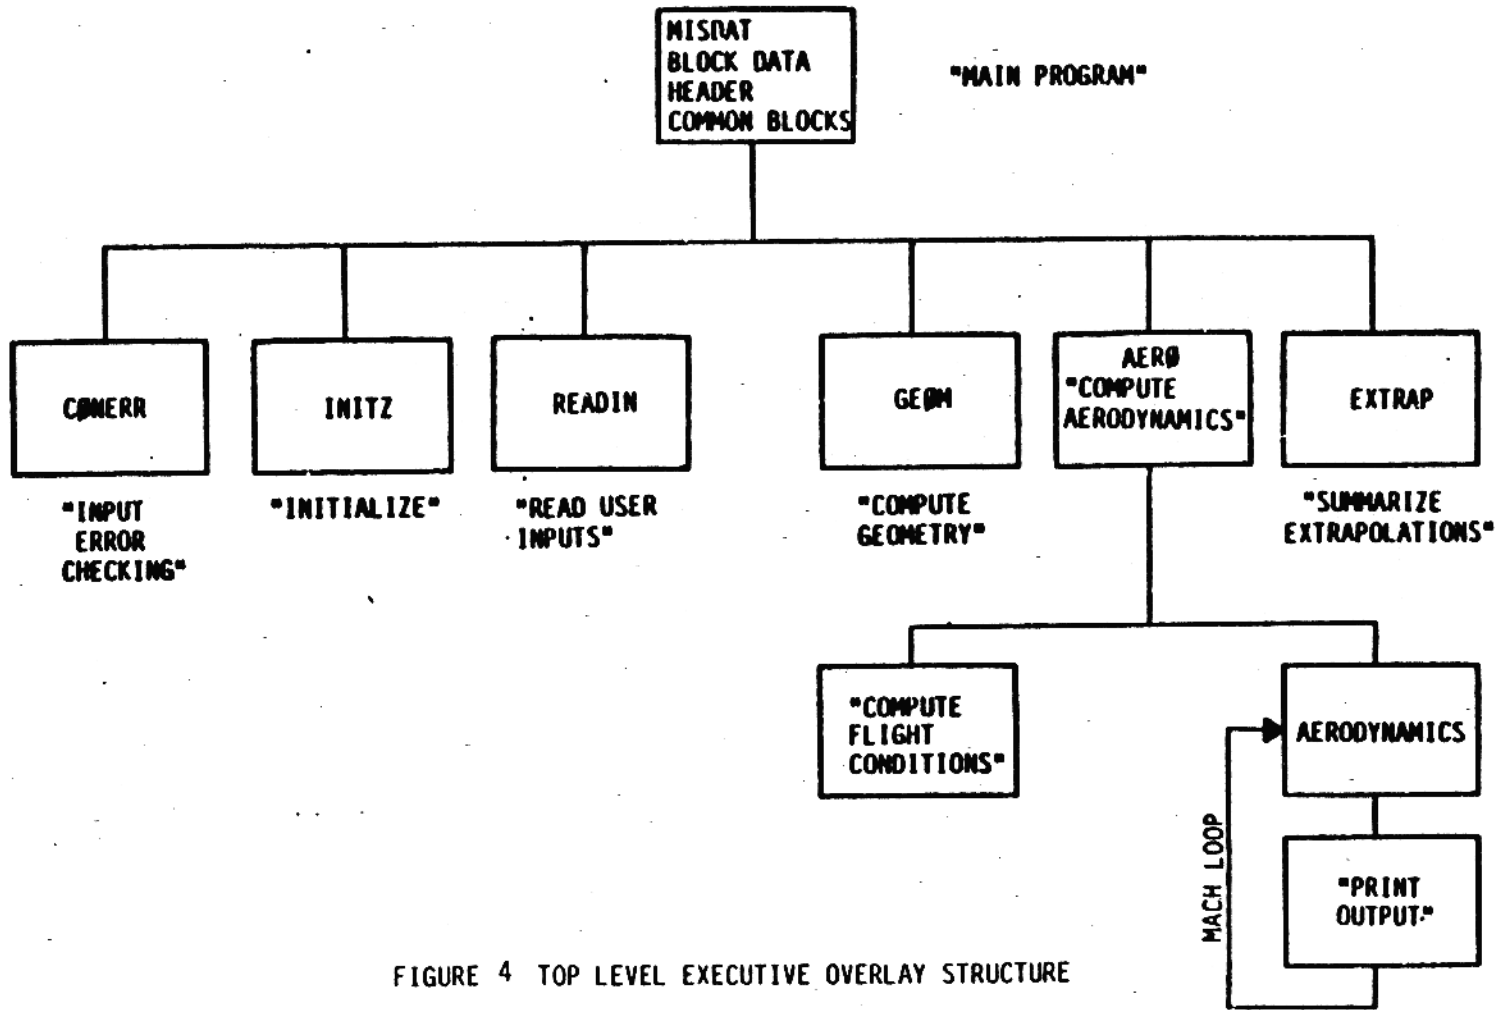 MISDAT
BLOCK DATA
HEADER
COMMON BLOCKS
"MAIN PROGRAM"
CØNERR
INITZ
READIN
GEØM
AERØ
"COMPUTE
AERODYNAMICS"
EXTRAP
"INPUT
ERROR
CHECKING"
"INITIALIZE"
"READ USER
INPUTS"
"COMPUTE
GEOMETRY"
"SUMMARIZE
EXTRAPOLATIONS"
"COMPUTE
FLIGHT
CONDITIONS"
AERODYNAMICS
MACH LOOP
"PRINT
OUTPUT"
FIGURE 4 TOP LEVEL EXECUTIVE OVERLAY STRUCTURE